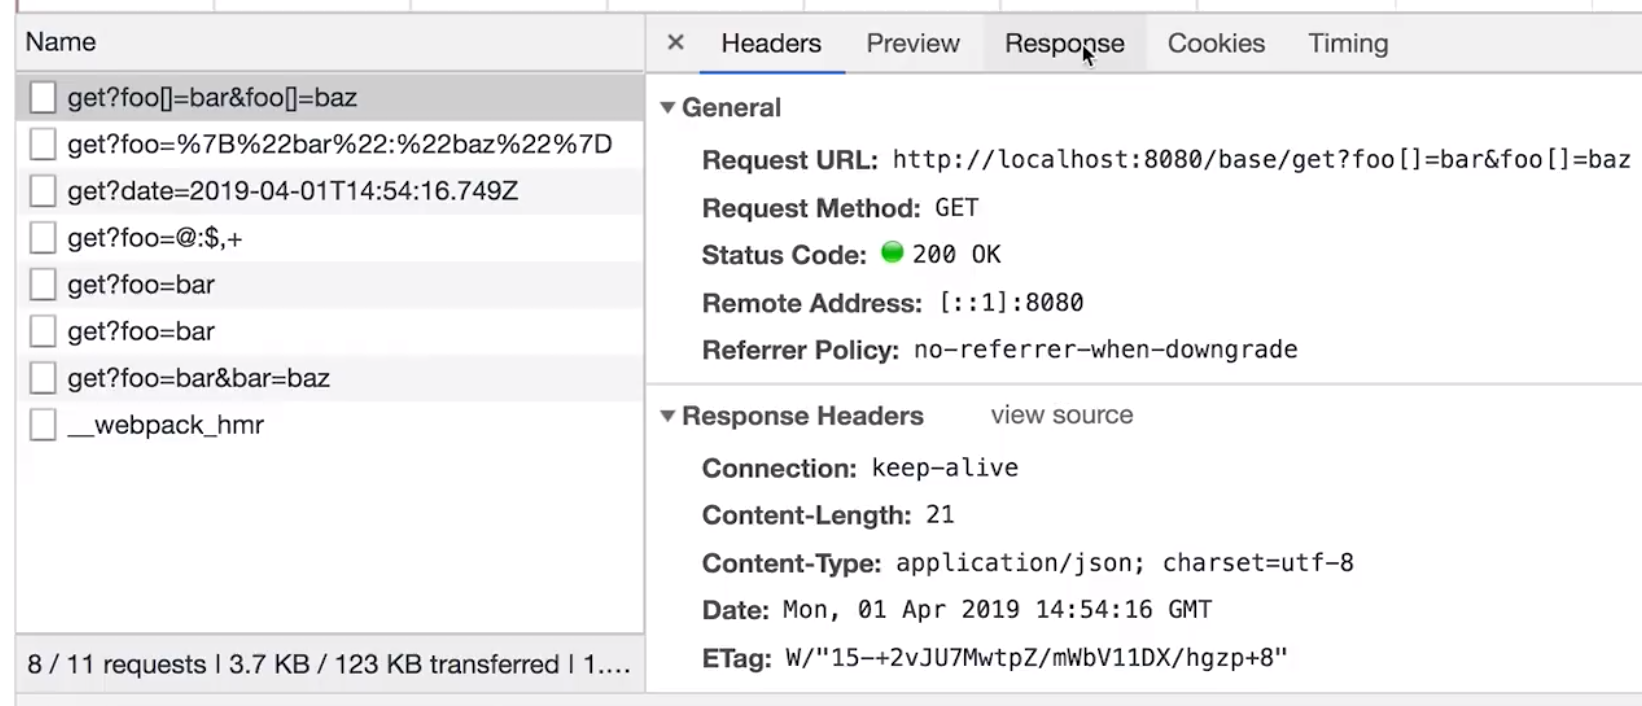 Name
get?foo[]=bar&foo[]=baz
get?foo=%7B%22bar%22:%22baz%22%7D
get?date=2019-04-01T14:54:16.749Z
get?foo=@:$,+
get?foo=bar
get?foo=bar
get?foo=bar&bar=baz
__webpack_hmr
8 / 11 requests | 3.7 KB / 123 KB transferred | 1....
× Headers Preview Response Cookies Timing
▼ General
Request URL: http://localhost:8080/base/get?foo[]=bar&foo[]=baz
Request Method: GET
Status Code: 200 OK
Remote Address: [::1]:8080
Referrer Policy: no-referrer-when-downgrade
▼ Response Headers view source
Connection: keep-alive
Content-Length: 21
Content-Type: application/json; charset=utf-8
Date: Mon, 01 Apr 2019 14:54:16 GMT
ETag: W/"15-+2vJU7MwtpZ/mWbV11DX/hgzp+8"